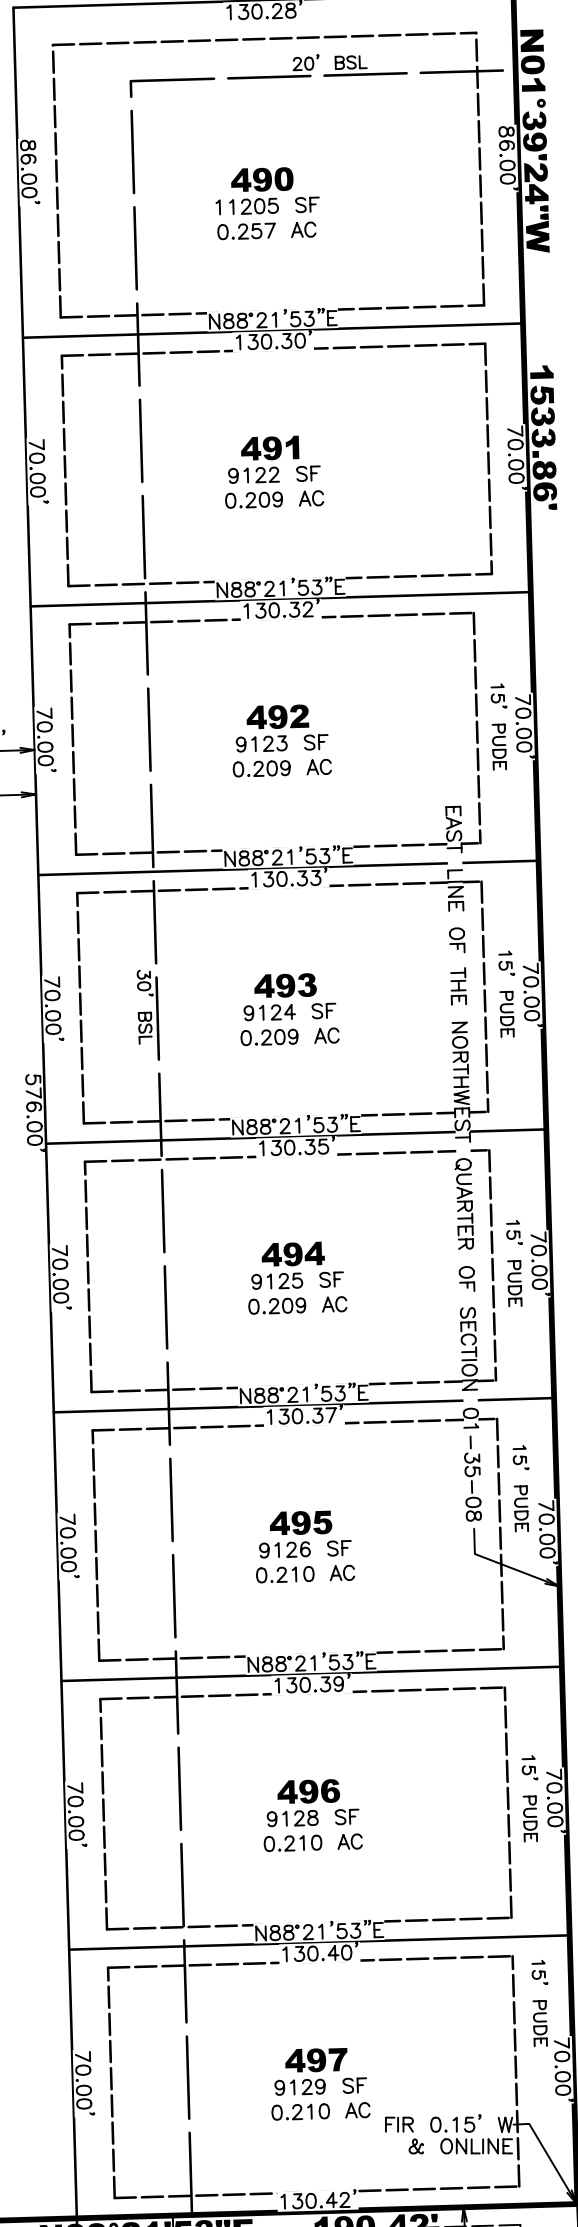 130.28'
20' BSL
N01°39'24"W
86.00'
86.00'
490
11205 SF
0.257 AC
N88°21'53"E
130.30'
1533.86'
70.00'
70.00'
491
9122 SF
0.209 AC
N88°21'53"E
130.32'
70.00'
492
9123 SF
0.209 AC
15' PUDE
70.00'
N88°21'53"E
130.33'
EAST LINE OF THE NORTHWEST QUARTER OF SECTION 01-35-08
70.00'
30' BSL
493
9124 SF
0.209 AC
15' PUDE
70.00'
576.00'
N88°21'53"E
130.35'
70.00'
494
9125 SF
0.209 AC
15' PUDE
70.00'
N88°21'53"E
130.37'
70.00'
495
9126 SF
0.210 AC
15' PUDE
70.00'
N88°21'53"E
130.39'
70.00'
496
9128 SF
0.210 AC
15' PUDE
70.00'
N88°21'53"E
130.40'
70.00'
497
9129 SF
0.210 AC
15' PUDE
70.00'
FIR 0.15' W
& ONLINE
130.42'
190.42'